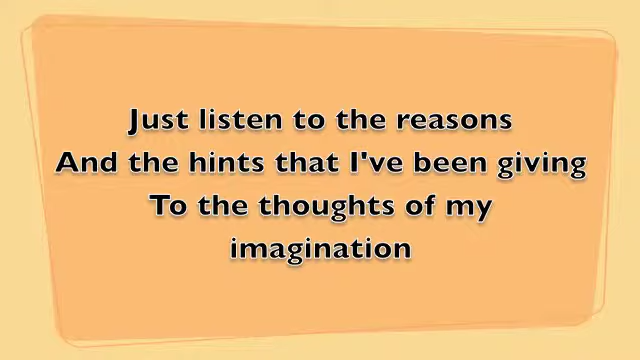 Just listen to the reasons
And the hints that I've been giving
To the thoughts of my
imagination